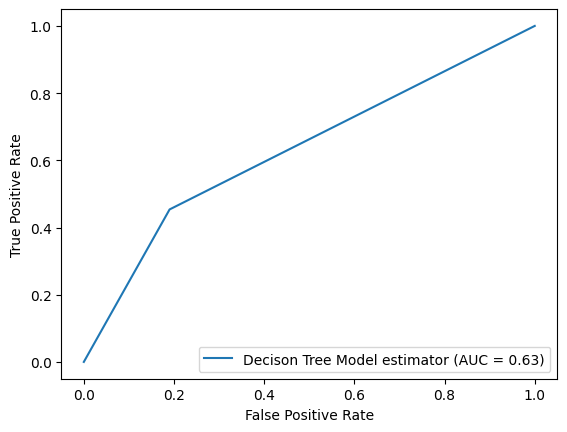 1.0
0.8
0.6
0.4
0.2
0.0
True Positive Rate
Decison Tree Model estimator (AUC = 0.63)
0.0 0.2 0.4 0.6 0.8 1.0
False Positive Rate